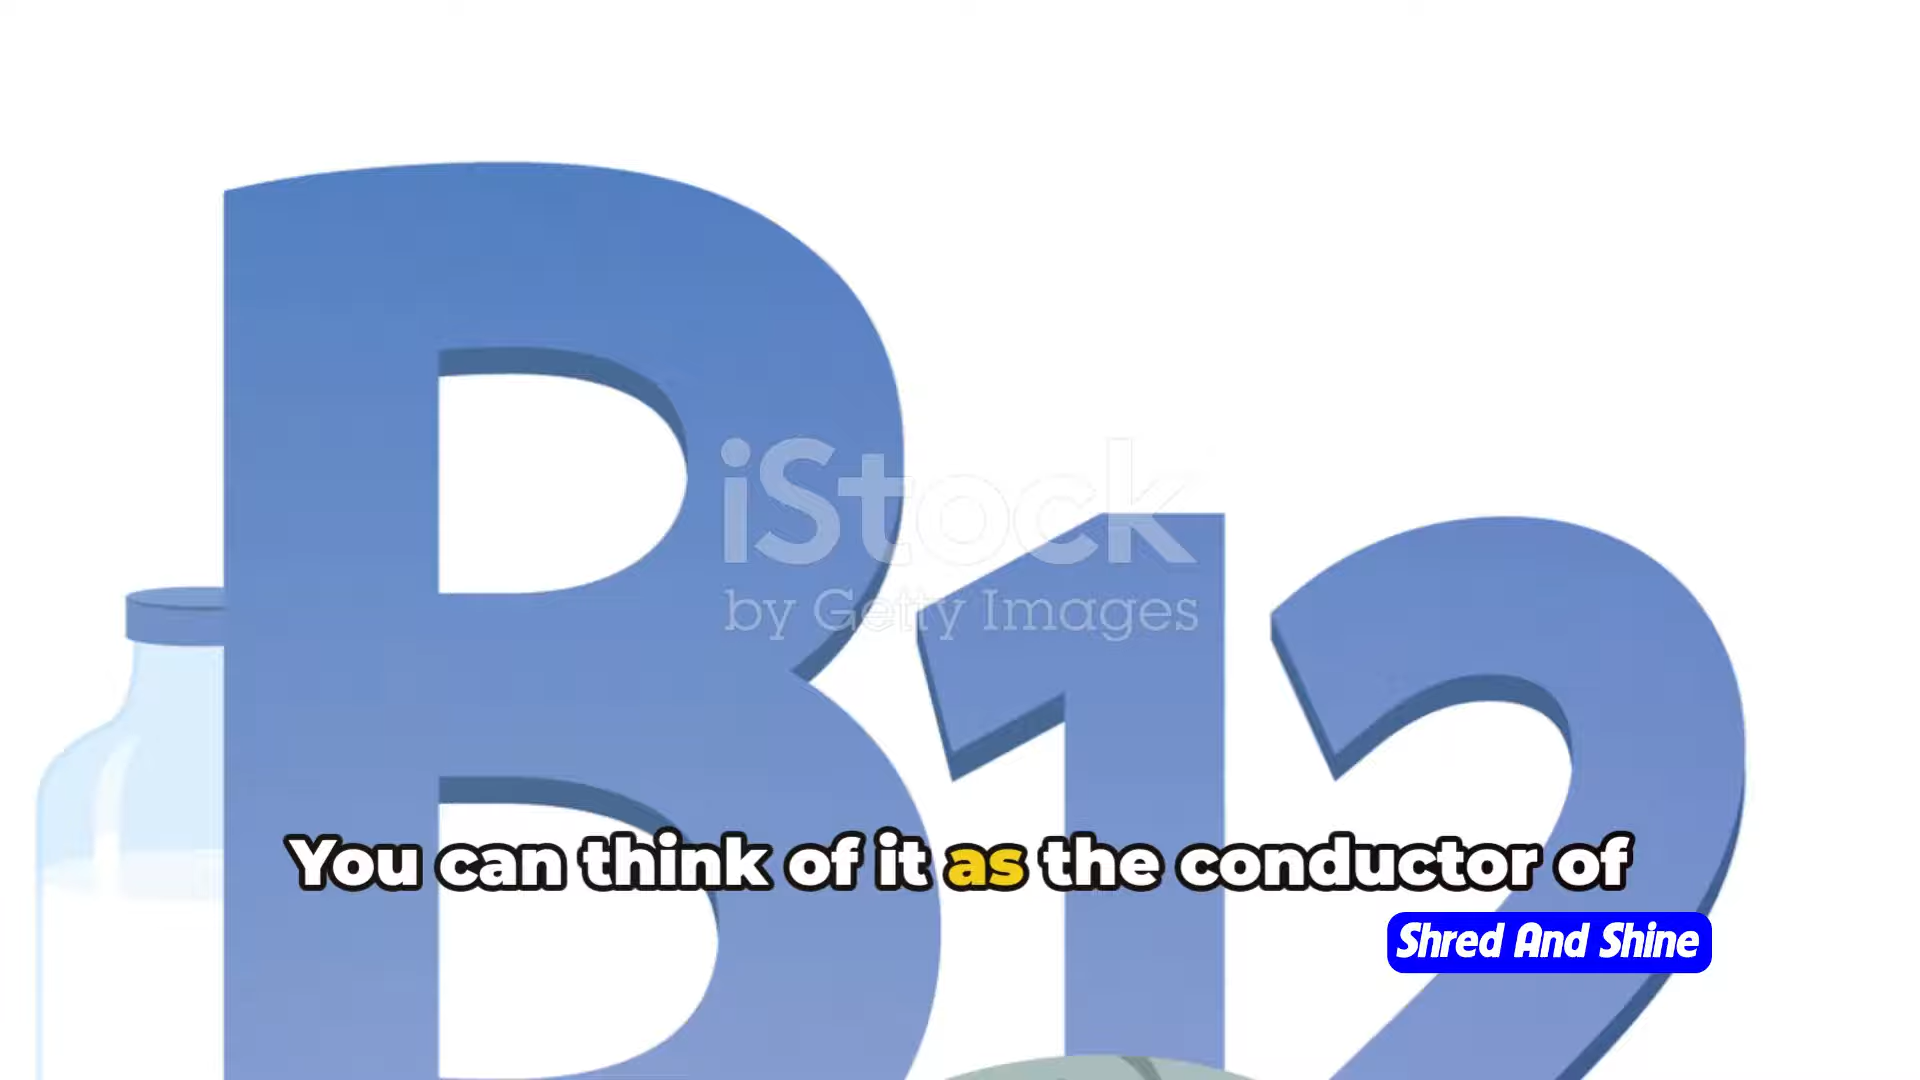 B12
iStock
by Getty Images
You can think of it as the conductor of
Shred And Shine